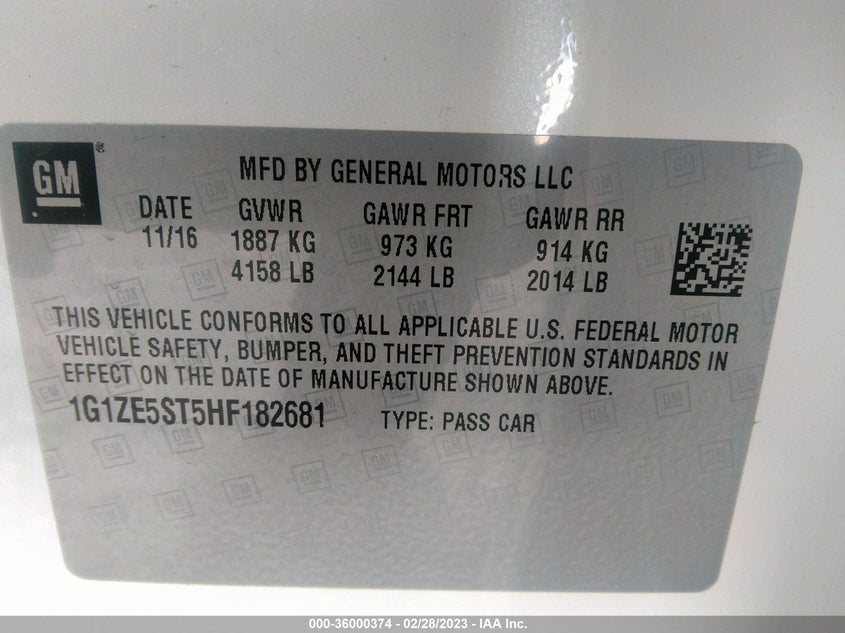 GM ®
MFD BY GENERAL MOTORS LLC
DATE GVWR GAWR FRT GAWR RR
11/16 1887 KG 973 KG 914 KG
4158 LB 2144 LB 2014 LB
THIS VEHICLE CONFORMS TO ALL APPLICABLE U.S. FEDERAL MOTOR
VEHICLE SAFETY, BUMPER, AND THEFT PREVENTION STANDARDS IN
EFFECT ON THE DATE OF MANUFACTURE SHOWN ABOVE.
1G1ZE5ST5HF182681 TYPE: PASS CAR
000-36000374 - 02/28/2023 - IAA Inc.